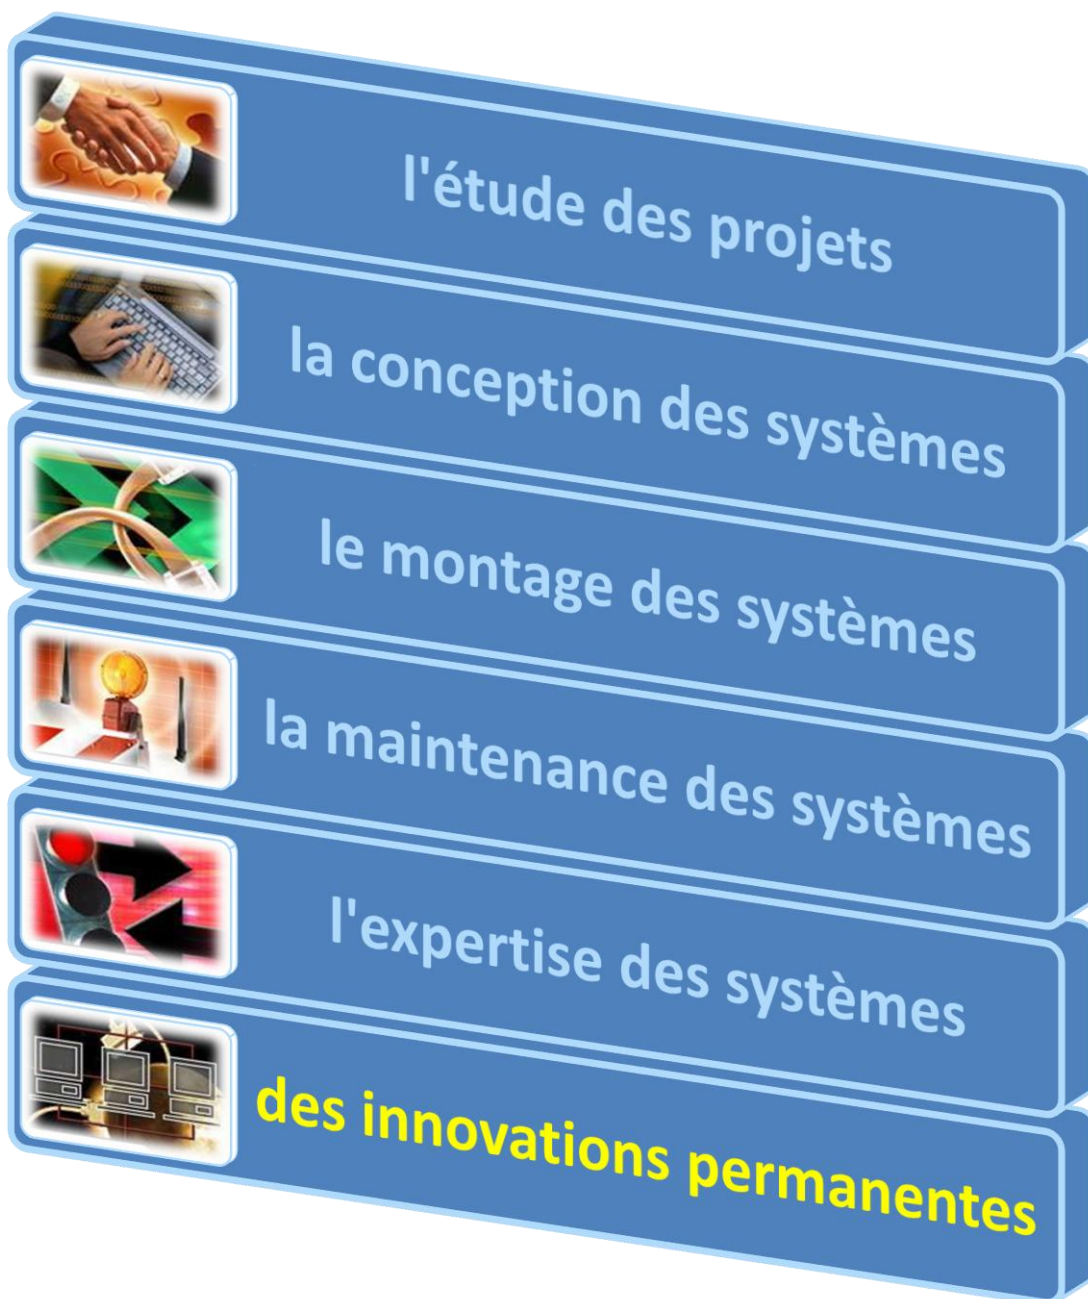 l'étude des projets
la conception des systèmes
le montage des systèmes
la maintenance des systèmes
l'expertise des systèmes
des innovations permanentes